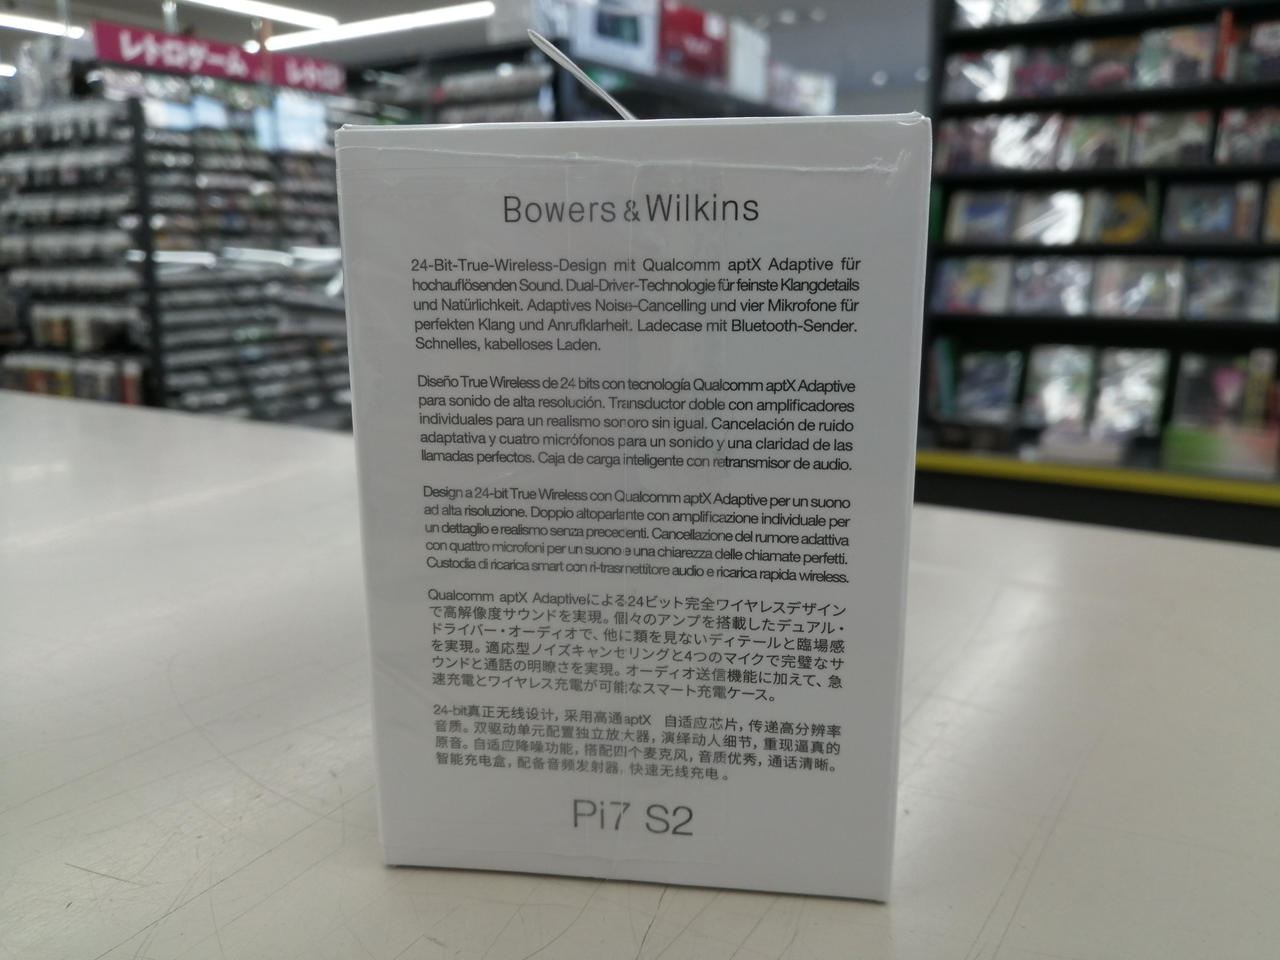 レトロゲーム
レトロ
Bowers & Wilkins
24-Bit-True-Wireless-Design mit Qualcomm aptX Adaptive für
hochauflösenden Sound. Dual-Driver-Technologie für feinste Klangdetails
und Natürlichkeit. Adaptives Noise-Cancelling und vier Mikrofone für
perfekten Klang und Anrufklarheit. Ladecase mit Bluetooth-Sender.
Schnelles, kabelloses Laden.
Diseño True Wireless de 24 bits con tecnología Qualcomm aptX Adaptive
para sonido de alta resolución. Transductor doble con amplificadores
individuales para un realismo sonoro sin igual. Cancelación de ruido
adaptativa y cuatro micrófonos para un sonido y una claridad de las
llamadas perfectos. Caja de carga inteligente con retransmisor de audio.
Design a 24-bit True Wireless con Qualcomm aptX Adaptive per un suono
ad alta risoluzione. Doppio altoparlante con amplificazione individuale per
un dettaglio e realismo senza precedenti. Cancellazione del rumore adattiva
con quattro microfoni per un suono e una chiarezza delle chiamate perfetti.
Custodia di ricarica smart con ri-trasmettitore audio e ricarica rapida wireless.
Qualcomm aptX Adaptiveによる24ビット完全ワイヤレスデザイン
で高解像度サウンドを実現。個々のアンプを搭載したデュアル・
ドライバー・オーディオで、他に類を見ないディテールと臨場感
を実現。適応型ノイズキャンセリングと4つのマイクで完璧なサ
ウンドと通話の明瞭さを実現。オーディオ送信機能に加えて、急
速充電とワイヤレス充電が可能なスマート充電ケース。
24-bit真正无线设计，采用高通aptX 自适应芯片，传递高分辨率
音质。双驱动单元配置独立放大器，演绎动人细节，重现逼真的
原音。自适应降噪功能，搭配四个麦克风，音质优秀，通话清晰。
智能充电盒，配备音频发射器，快速无线充电。
Pi7 S2